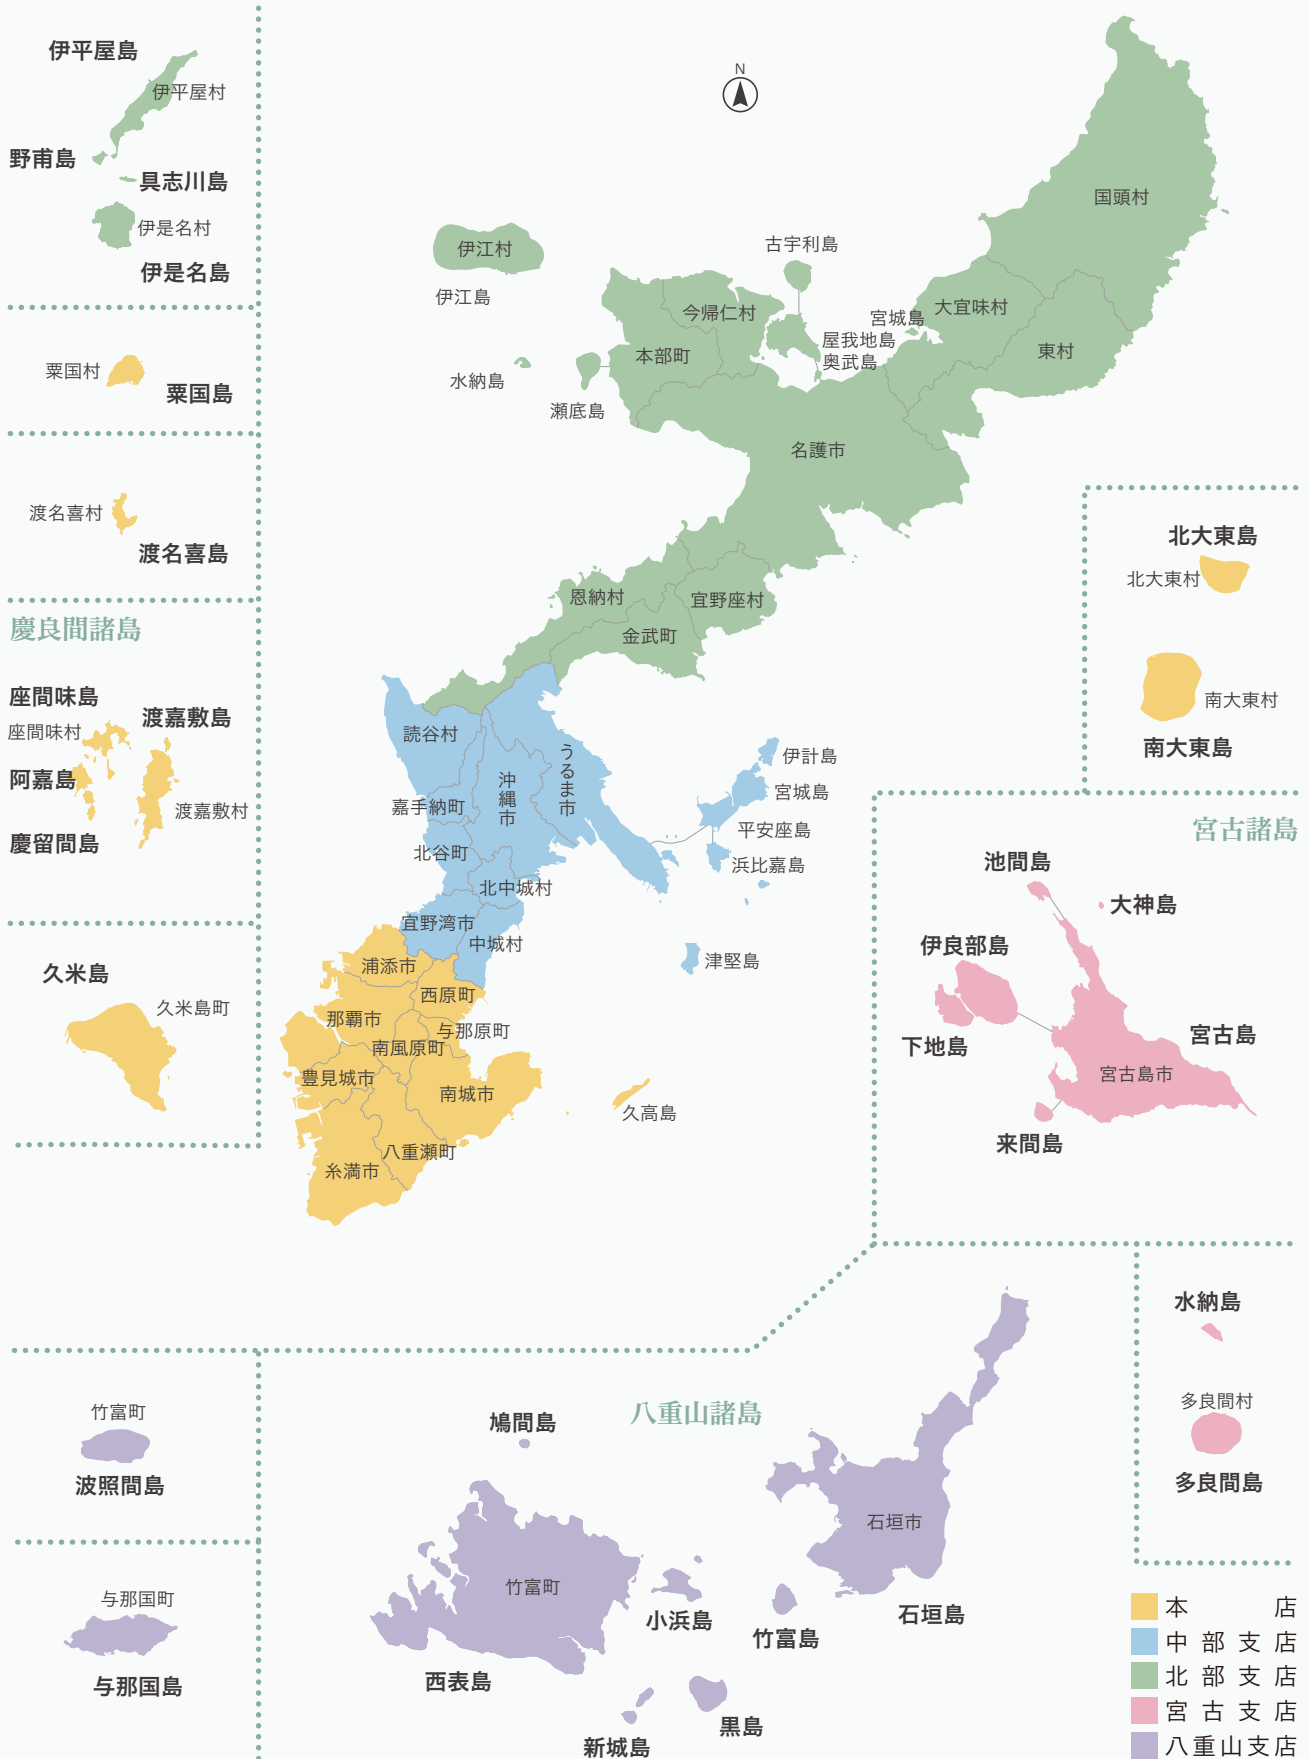 伊平屋島
伊平屋村
野甫島
具志川島
伊是名村
伊是名島
粟国村
粟国島
渡名喜村
渡名喜島
慶良間諸島
座間味島
座間味村
渡嘉敷島
阿嘉島
渡嘉敷村
慶留間島
久米島
久米島町
N
国頭村
古宇利島
伊江村
伊江島
今帰仁村
宮城島
大宜味村
屋我地島
奥武島
東村
本部町
水納島
瀬底島
名護市
恩納村
宜野座村
金武町
読谷村
沖縄市
うるま市
伊計島
宮城島
嘉手納町
平安座島
北谷町
浜比嘉島
北中城村
宜野湾市
中城村
津堅島
浦添市
西原町
那覇市
与那原町
南風原町
豊見城市
南城市
久高島
八重瀬町
糸満市
北大東島
北大東村
南大東村
南大東島
宮古諸島
池間島
大神島
伊良部島
下地島
宮古島
宮古島市
来間島
水納島
多良間村
多良間島
竹富町
波照間島
与那国町
与那国島
八重山諸島
鳩間島
石垣市
竹富町
小浜島
竹富島
石垣島
西表島
黒島
新城島
本店
中部支店
北部支店
宮古支店
八重山支店